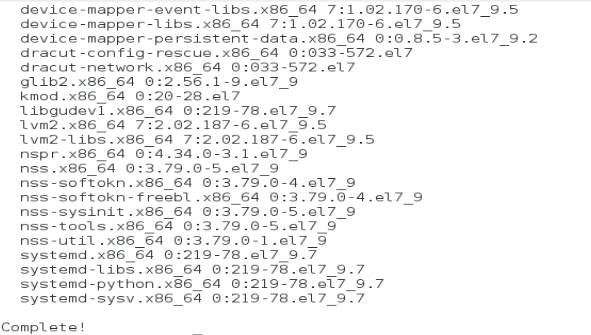 device-mapper-event-libs.x86_64 7:1.02.170-6.el7_9.5
device-mapper-libs.x86_64 7:1.02.170-6.el7_9.5
device-mapper-persistent-data.x86_64 0:0.8.5-3.el7_9.2
dracut-config-rescue.x86_64 0:033-572.el7
dracut-network.x86_64 0:033-572.el7
glib2.x86_64 0:2.56.1-9.el7_9
kmod.x86_64 0:20-28.el7
libgudev1.x86_64 0:219-78.el7_9.7
lvm2.x86_64 7:2.02.187-6.el7_9.5
lvm2-libs.x86_64 7:2.02.187-6.el7_9.5
nspr.x86_64 0:4.34.0-3.1.el7_9
nss.x86_64 0:3.79.0-5.el7_9
nss-softokn.x86_64 0:3.79.0-4.el7_9
nss-softokn-freebl.x86_64 0:3.79.0-4.el7_9
nss-sysinit.x86_64 0:3.79.0-5.el7_9
nss-tools.x86_64 0:3.79.0-5.el7_9
nss-util.x86_64 0:3.79.0-1.el7_9
systemd.x86_64 0:219-78.el7_9.7
systemd-libs.x86_64 0:219-78.el7_9.7
systemd-python.x86_64 0:219-78.el7_9.7
systemd-sysv.x86_64 0:219-78.el7_9.7
Complete!